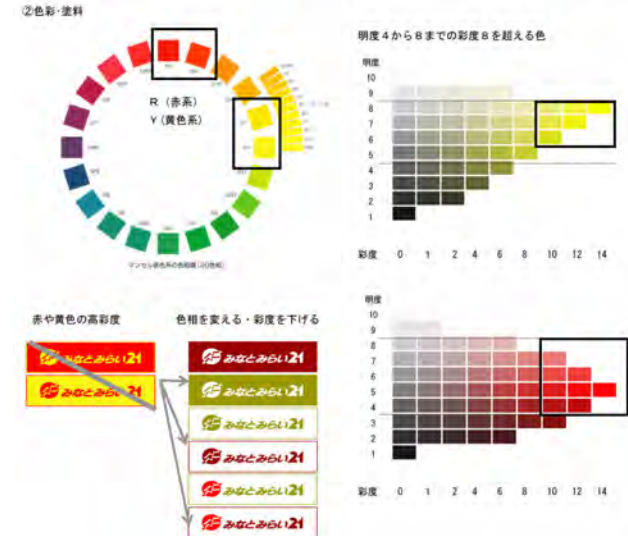 ②色彩・塗料
R（赤系）
Y（黄色系）
マンセル表色系の色相環（20色相）
明度４から８までの彩度８を超える色
明度
10
9
8
7
6
5
4
3
2
1
彩度 0 1 2 4 6 8 10 12 14
赤や黄色の高彩度
みなとみらい21
みなとみらい21
色相を変える・彩度を下げる
みなとみらい21
みなとみらい21
みなとみらい21
みなとみらい21
みなとみらい21
みなとみらい21
明度
10
9
8
7
6
5
4
3
2
1
彩度 0 1 2 4 6 8 10 12 14